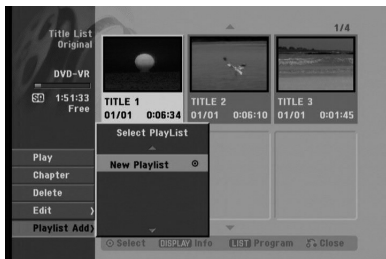 Title List
Original
1/4
DVD-VR
SQ 1:51:33
Free
TITLE 1
01/01 0:06:34
TITLE 2
01/01 0:06:10
TITLE 3
01/01 0:01:45
Play
Chapter
Delete
Edit
Playlist Add
Select PlayList
New Playlist
Select DISPLAY Info LIST Program Close